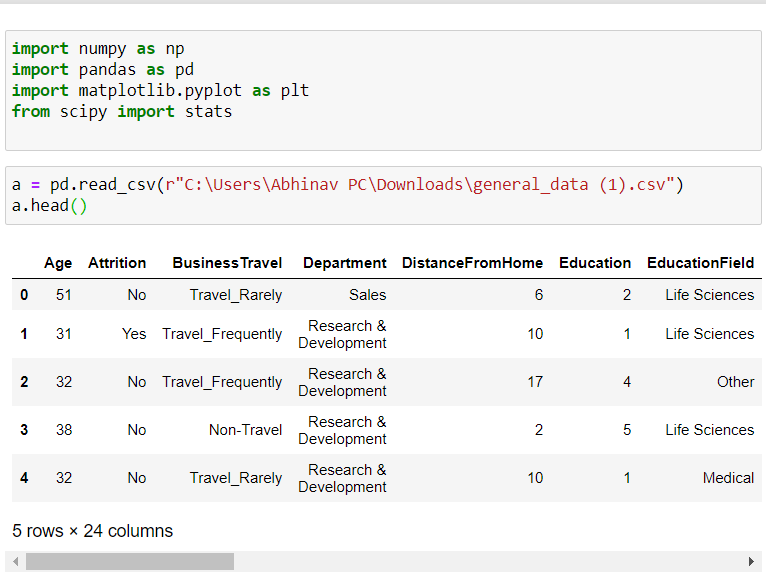 import numpy as np
import pandas as pd
import matplotlib.pyplot as plt
from scipy import stats
a = pd.read_csv(r"C:\Users\Abhinav PC\Downloads\general_data (1).csv")
a.head()
Age Attrition BusinessTravel Department DistanceFromHome Education EducationField
0 51 No Travel_Rarely Sales 6 2 Life Sciences
1 31 Yes Travel_Frequently Research & Development 10 1 Life Sciences
2 32 No Travel_Frequently Research & Development 17 4 Other
3 38 No Non-Travel Research & Development 2 5 Life Sciences
4 32 No Travel_Rarely Research & Development 10 1 Medical
5 rows × 24 columns